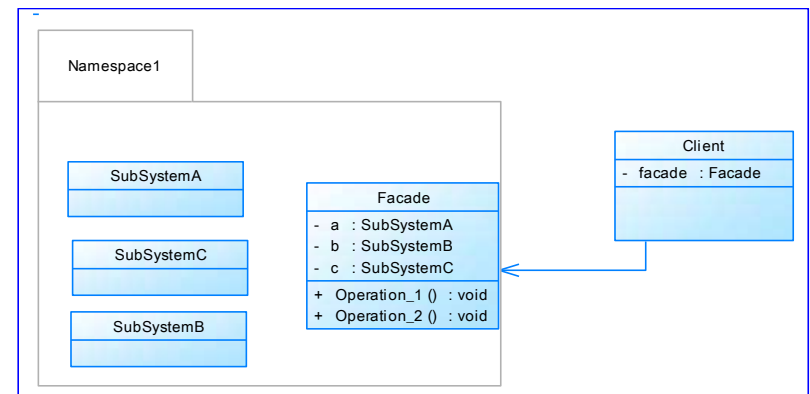 Namespace1
SubSystemA
SubSystemC
SubSystemB
Facade
- a : SubSystemA
- b : SubSystemB
- c : SubSystemC
+ Operation_1 () : void
+ Operation_2 () : void
Client
- facade : Facade